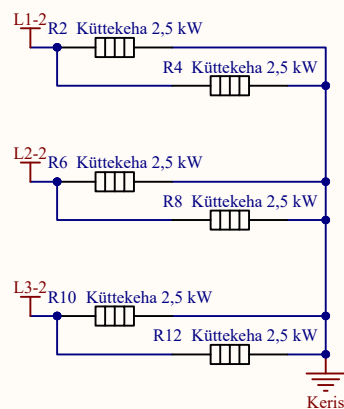 L1-2
R2 Küttekeha 2,5 kW
R4 Küttekeha 2,5 kW
L2-2
R6 Küttekeha 2,5 kW
R8 Küttekeha 2,5 kW
L3-2
R10 Küttekeha 2,5 kW
R12 Küttekeha 2,5 kW
Keris